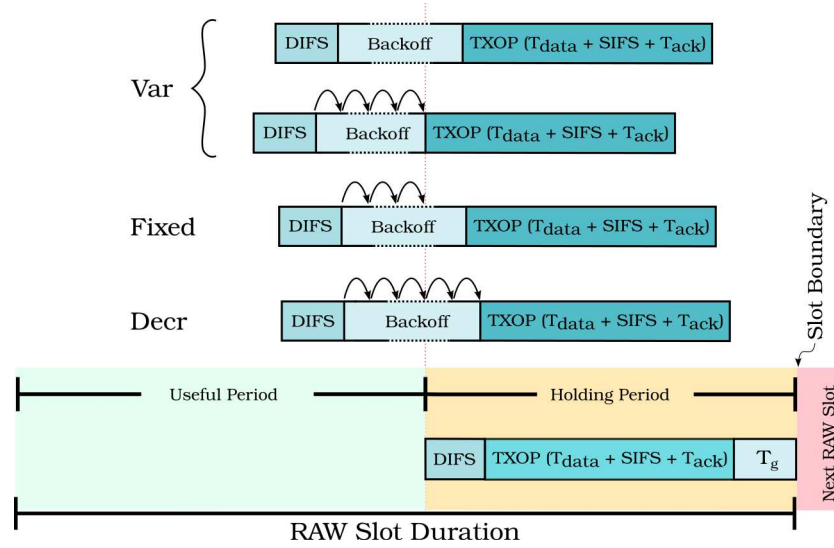 DIFS Backoff TXOP (Tdata + SIFS + Tack)
Var
DIFS Backoff TXOP (Tdata + SIFS + Tack)
Fixed
DIFS Backoff TXOP (Tdata + SIFS + Tack)
Decr
DIFS Backoff TXOP (Tdata + SIFS + Tack)
Slot Boundary
Useful Period
Holding Period
DIFS TXOP (Tdata + SIFS + Tack) Tg
Next RAW Slot
RAW Slot Duration